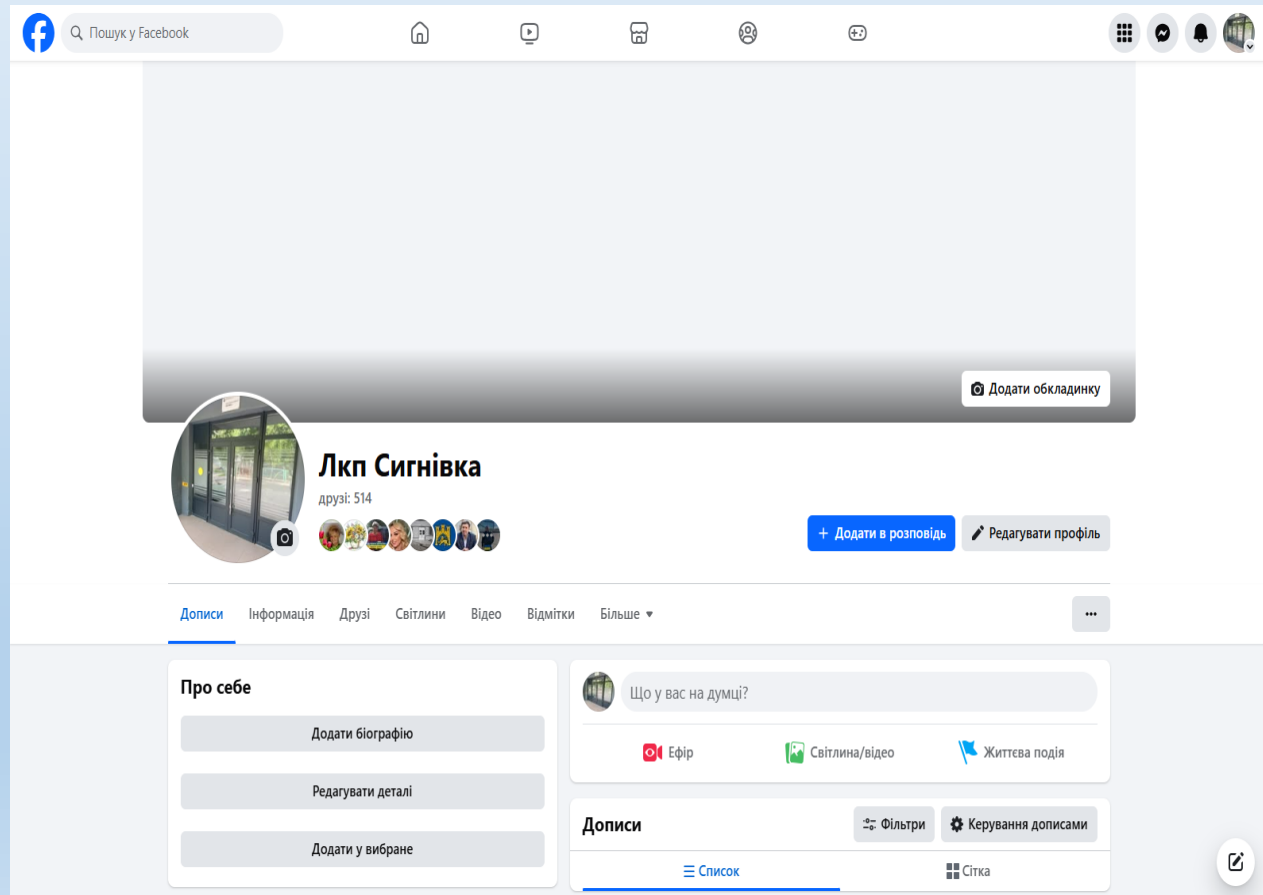 Пошук у Facebook
Додати обкладинку
Лкп Сигнівка
друзі: 514
+ Додати в розповідь
Редагувати профіль
Дописи Інформація Друзі Світлини Відео Відмітки Більше
Про себе
Додати біографію
Редагувати деталі
Додати у вибране
Що у вас на думці?
Ефір Світлина/відео Життєва подія
Дописи
Фільтри
Керування дописами
Список Сітка